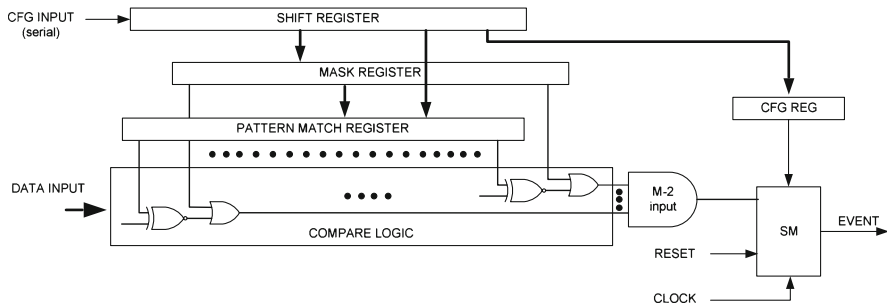 SHIFT REGISTER
CFG INPUT
(serial)
MASK REGISTER
CFG REG
PATTERN MATCH REGISTER
DATA INPUT
M-2
input
SM
EVENT
COMPARE LOGIC
RESET
CLOCK